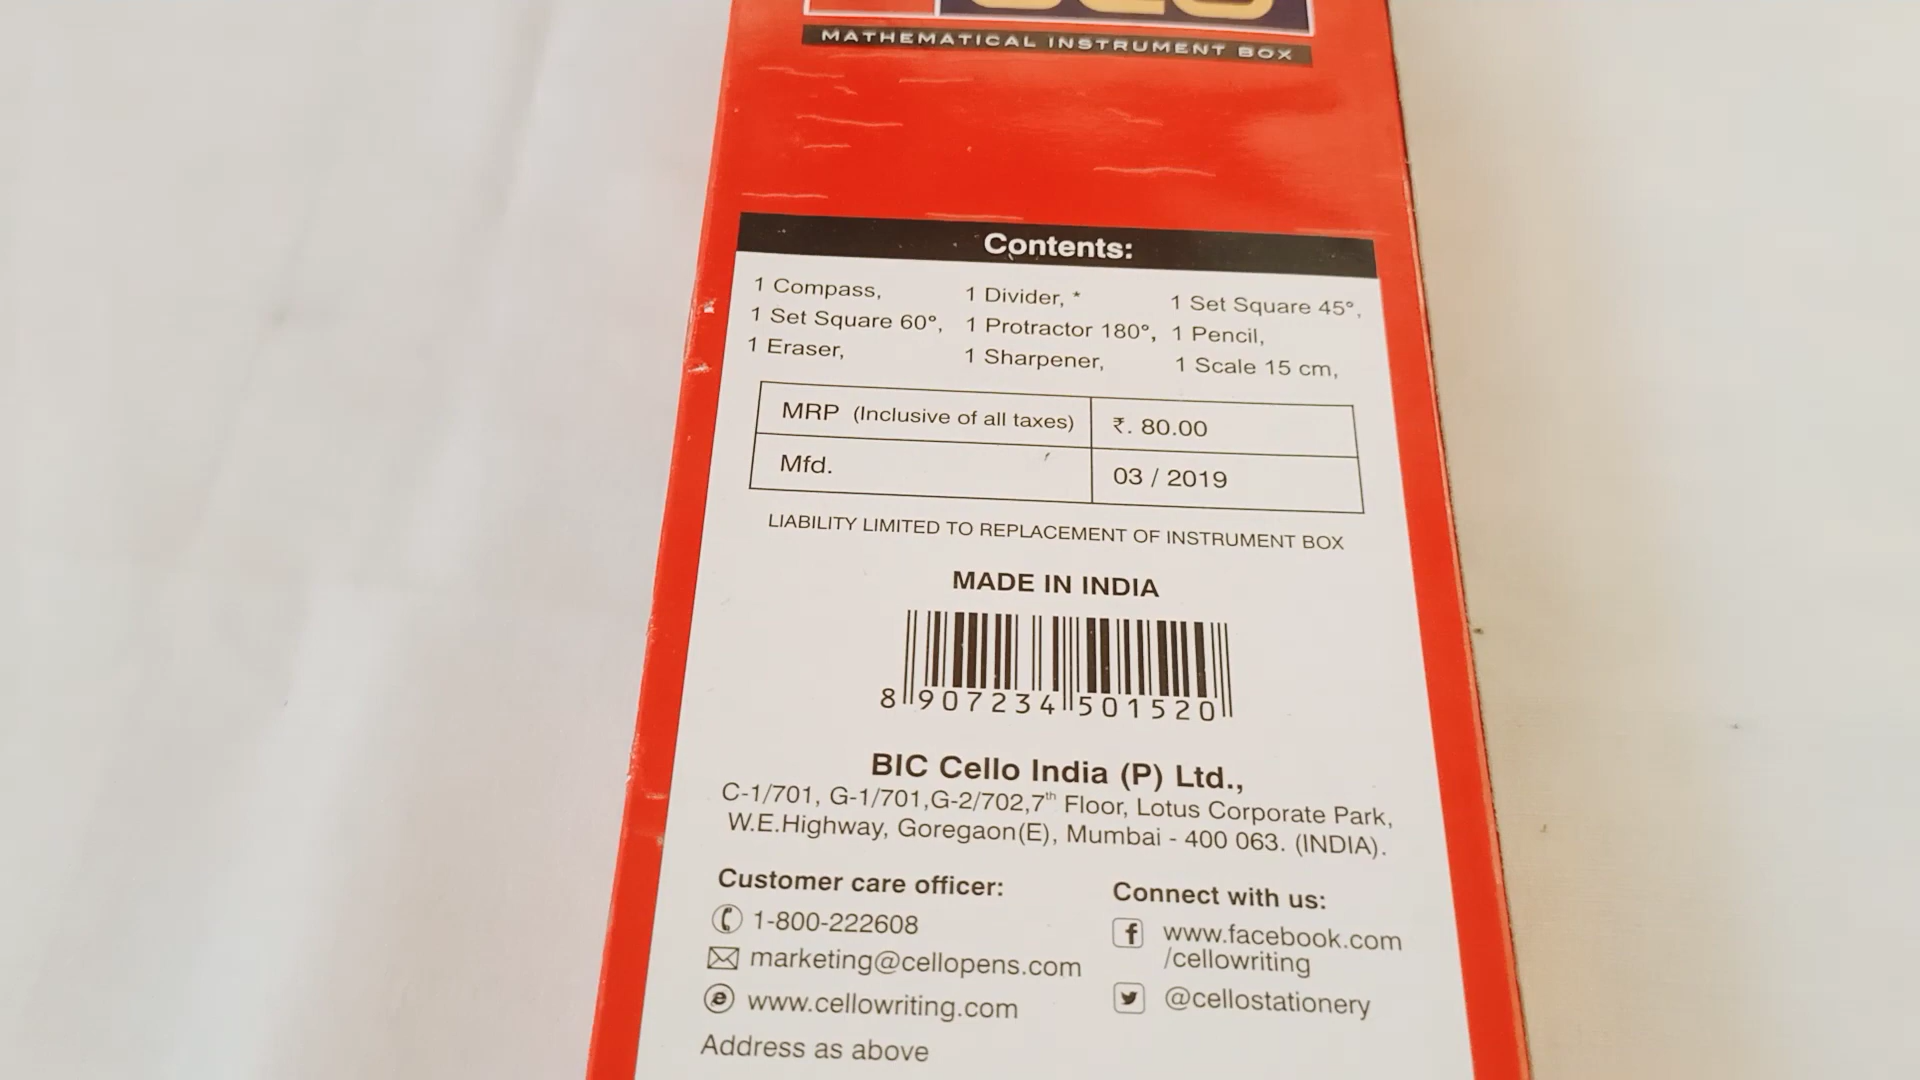 MATHEMATICAL INSTRUMENT BOX
Contents:
1 Compass, 1 Divider, * 1 Set Square 45°,
1 Set Square 60°, 1 Protractor 180°, 1 Pencil,
1 Eraser, 1 Sharpener, 1 Scale 15 cm,
MRP (Inclusive of all taxes) ₹. 80.00
Mfd. 03 / 2019
LIABILITY LIMITED TO REPLACEMENT OF INSTRUMENT BOX
MADE IN INDIA
8 907234 501520
BIC Cello India (P) Ltd.,
C-1/701, G-1/701,G-2/702,7th Floor, Lotus Corporate Park,
W.E.Highway, Goregaon(E), Mumbai - 400 063. (INDIA).
Customer care officer:
1-800-222608
marketing@cellopens.com
www.cellowriting.com
Address as above
Connect with us:
www.facebook.com
/cellowriting
@cellostationery